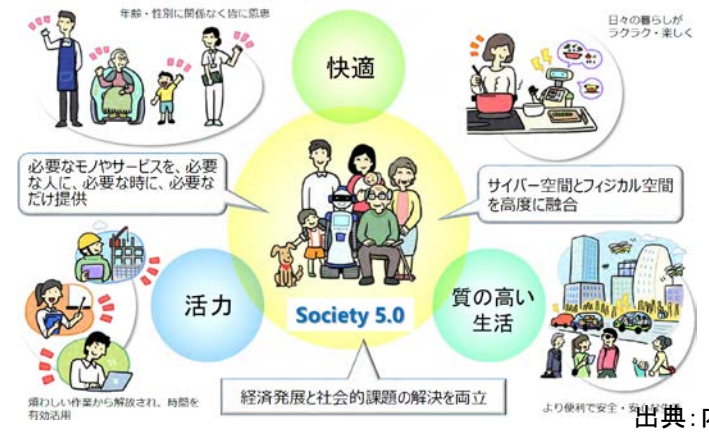 年齢・性別に関係なく皆に恩恵
日々の暮らしが
ラクラク・楽しく
快適
必要なモノやサービスを、必要
な人に、必要な時に、必要な
だけ提供
サイバー空間とフィジカル空間
を高度に融合
活力
質の高い
生活
Society 5.0
煩わしい作業から解放され、時間を
有効活用
経済発展と社会的課題の解決を両立
より便利で安全・安
出典: